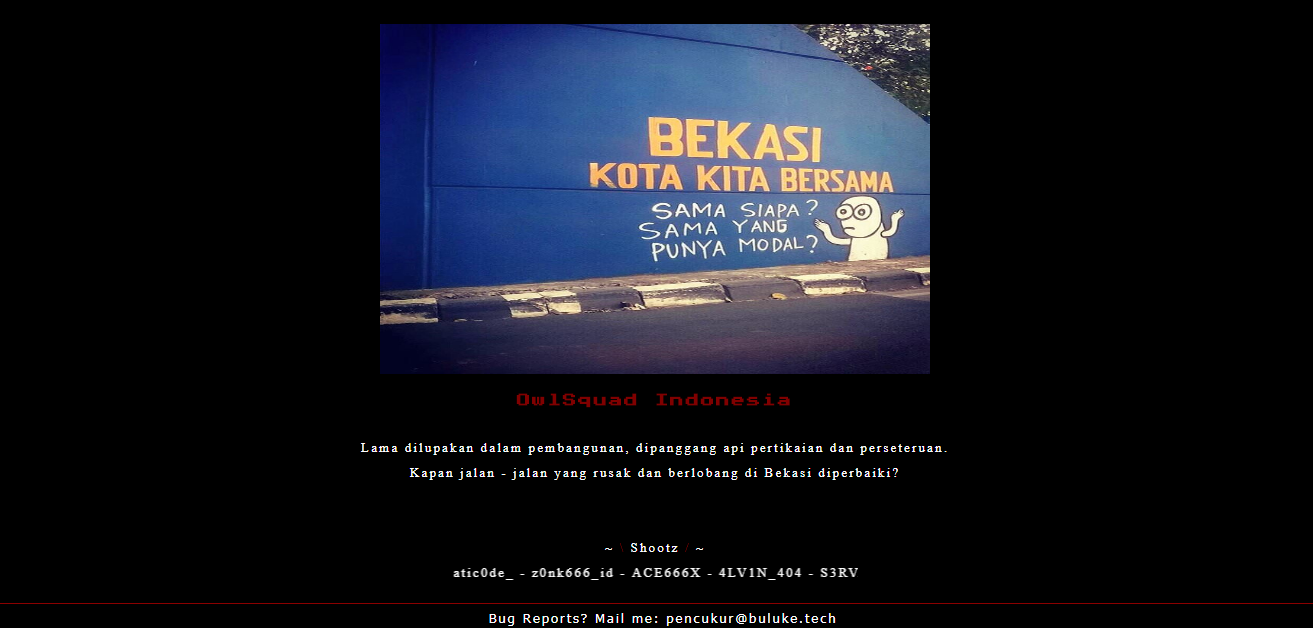 BEKASI
KOTA KITA BERSAMA
SAMA SIAPA?
SAMA YANG
PUNYA MODAL?
OwlSquad Indonesia
Lama dilupakan dalam pembangunan, dipanggang api pertikaian dan perseteruan.
Kapan jalan - jalan yang rusak dan berlobang di Bekasi diperbaiki?
~ \ Shootz / ~
atic0de_ - z0nk666_id - ACE666X - 4LV1N_404 - S3RV
Bug Reports? Mail me: pencukur@buluke.tech